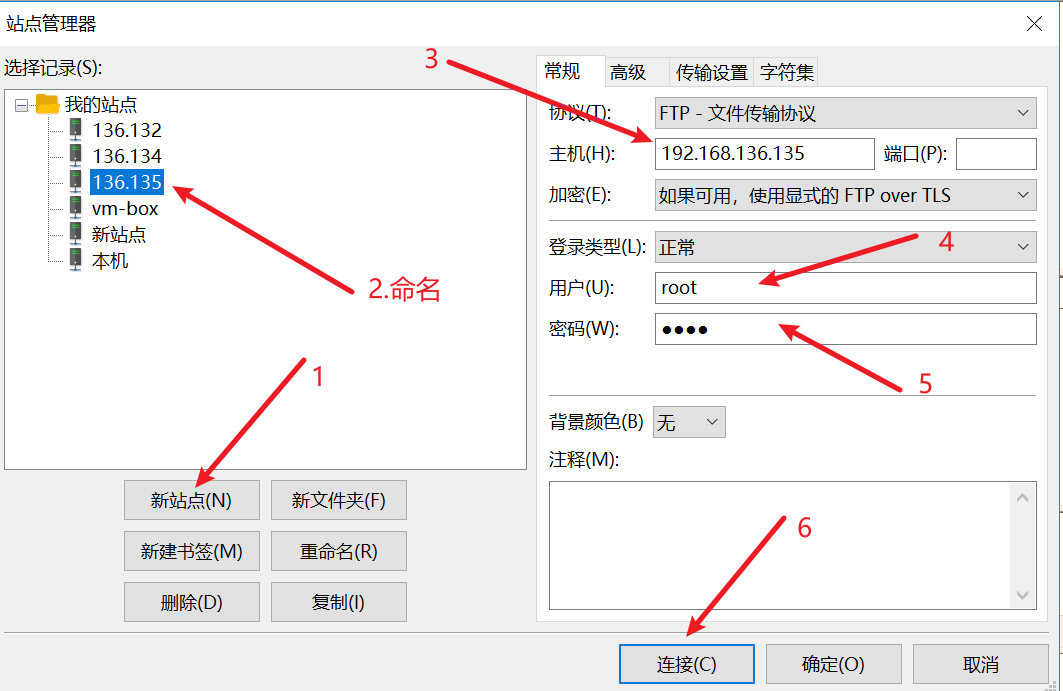 站点管理器
选择记录(S):
我的站点
136.132
136.134
136.135
vm-box
新站点
本机
2.命名
1
新站点(N) 新文件夹(F)
新建书签(M) 重命名(R)
删除(D) 复制(I)
3
常规 高级 传输设置 字符集
协议(T): FTP - 文件传输协议
主机(H): 192.168.136.135 端口(P):
加密(E): 如果可用，使用显式的 FTP over TLS
登录类型(L): 正常
4
用户(U): root
密码(W): ●●●●
5
背景颜色(B) 无
注释(M):
6
连接(C) 确定(O) 取消